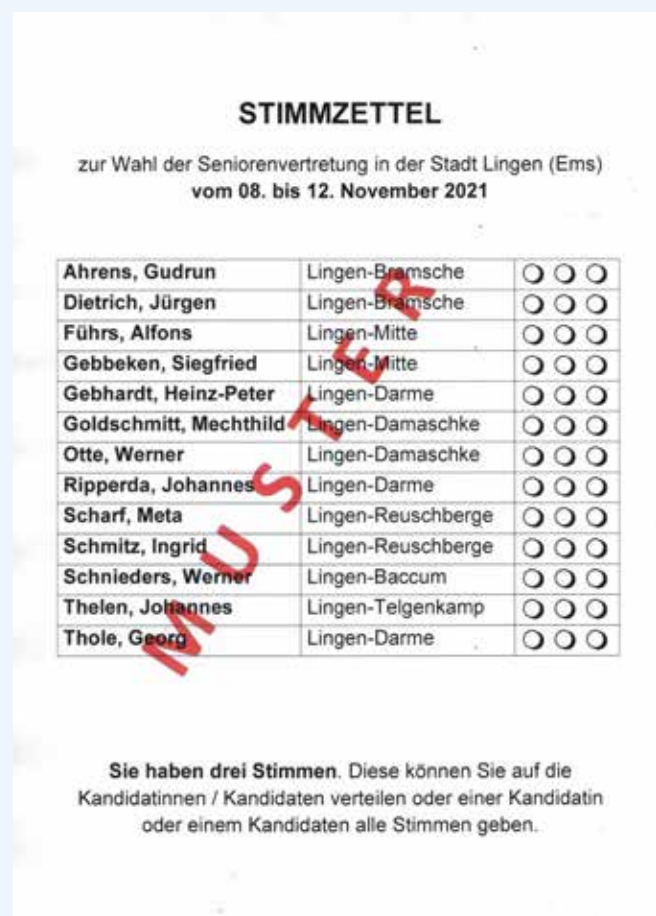 STIMMZETTEL
zur Wahl der Seniorenvertretung in der Stadt Lingen (Ems)
vom 08. bis 12. November 2021
Ahrens, Gudrun Lingen-Bramsche
Dietrich, Jürgen Lingen-Bramsche
Führs, Alfons Lingen-Mitte
Gebbeken, Siegfried Lingen-Mitte
Gebhardt, Heinz-Peter Lingen-Darme
Goldschmitt, Mechthild Lingen-Damaschke
Otte, Werner Lingen-Damaschke
Ripperda, Johannes Lingen-Darme
Scharf, Meta Lingen-Reuschberge
Schmitz, Ingrid Lingen-Reuschberge
Schnieders, Werner Lingen-Baccum
Thelen, Johannes Lingen-Telgenkamp
Thole, Georg Lingen-Darme
MUSTER
Sie haben drei Stimmen. Diese können Sie auf die
Kandidatinnen / Kandidaten verteilen oder einer Kandidatin
oder einem Kandidaten alle Stimmen geben.